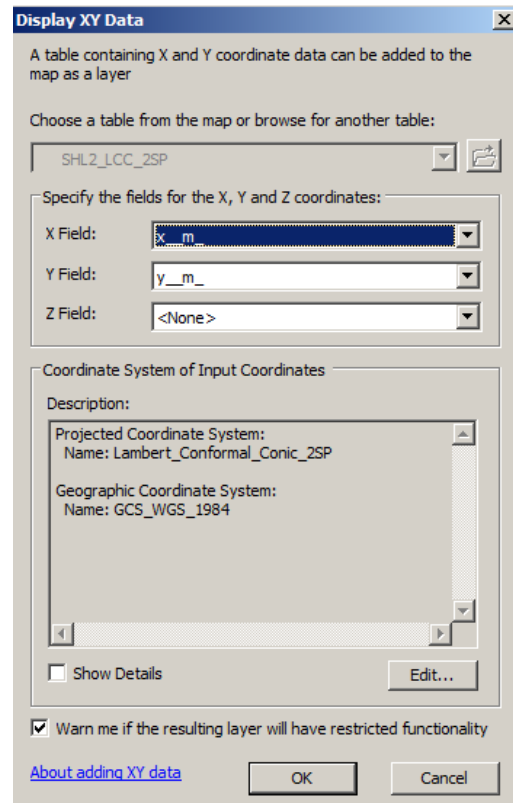 Display XY Data
A table containing X and Y coordinate data can be added to the
map as a layer
Choose a table from the map or browse for another table:
SHL2_LCC_2SP
Specify the fields for the X, Y and Z coordinates:
X Field:
x__m_
Y Field:
y__m_
Z Field:
<None>
Coordinate System of Input Coordinates
Description:
Projected Coordinate System:
Name: Lambert_Conformal_Conic_2SP
Geographic Coordinate System:
Name: GCS_WGS_1984
Show Details
Edit...
Warn me if the resulting layer will have restricted functionality
About adding XY data
OK
Cancel